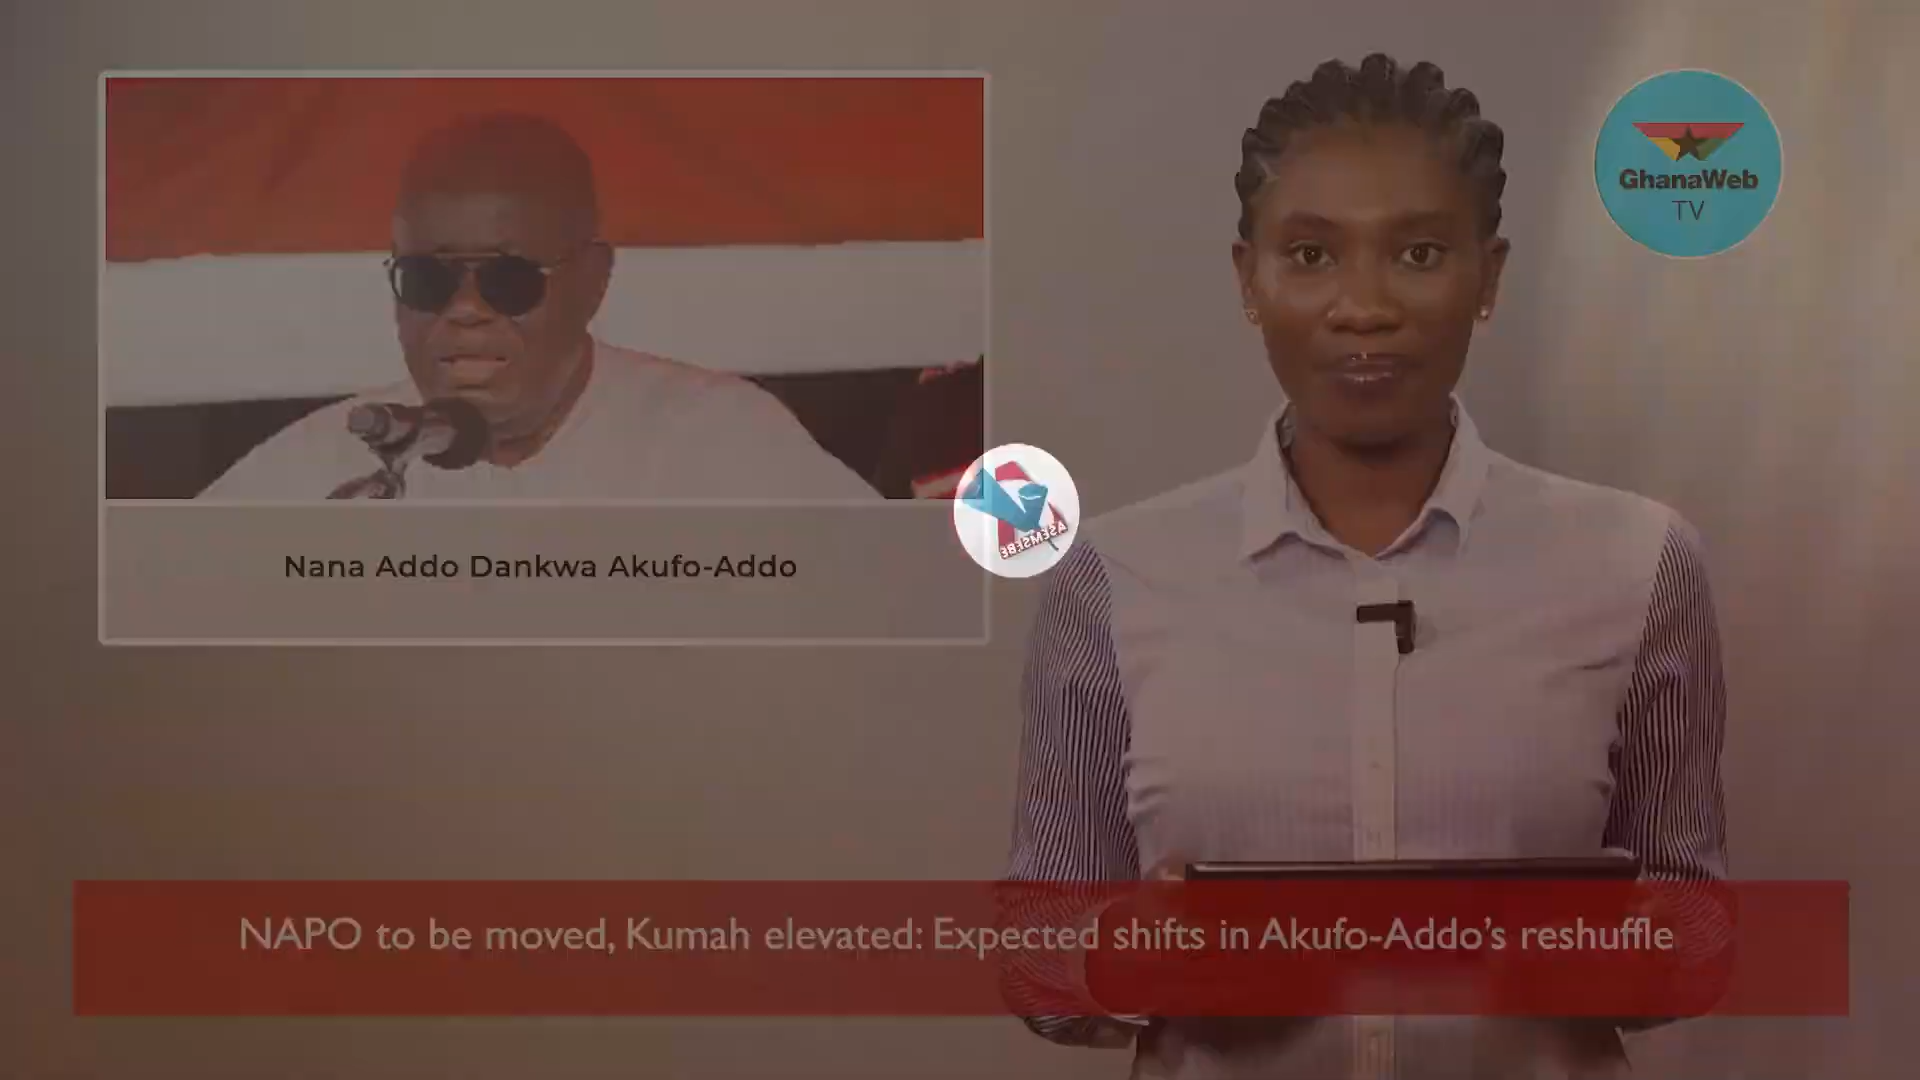 GhanaWeb
TV
Nana Addo Dankwa Akufo-Addo
ASEMSEBE
NAPO to be moved, Kumah elevated: Expected shifts in Akufo-Addo’s reshuffle